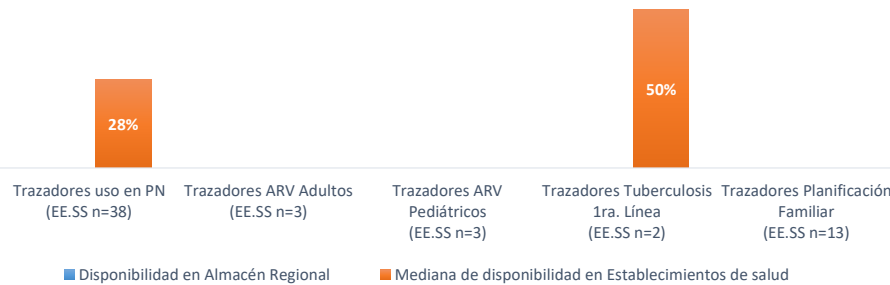 50%
28%
Trazadores uso en PN
(EE.SS n=38)
Trazadores ARV Adultos
(EE.SS n=3)
Trazadores ARV
Pediátricos
(EE.SS n=3)
Trazadores Tuberculosis
1ra. Línea
(EE.SS n=2)
Trazadores Planificación
Familiar
(EE.SS n=13)
Disponibilidad en Almacén Regional
Mediana de disponibilidad en Establecimientos de salud